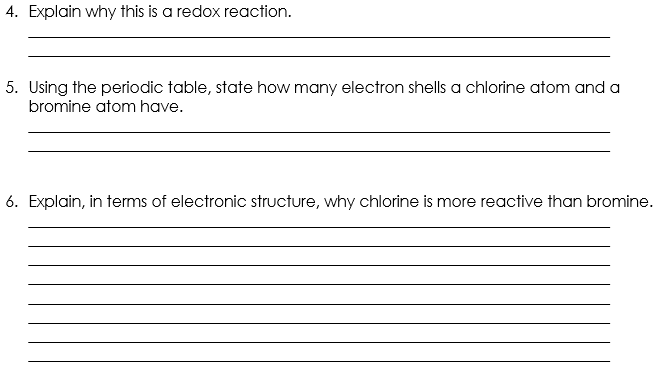 4. Explain why this is a redox reaction.
5. Using the periodic table, state how many electron shells a chlorine atom and a
bromine atom have.
6. Explain, in terms of electronic structure, why chlorine is more reactive than bromine.